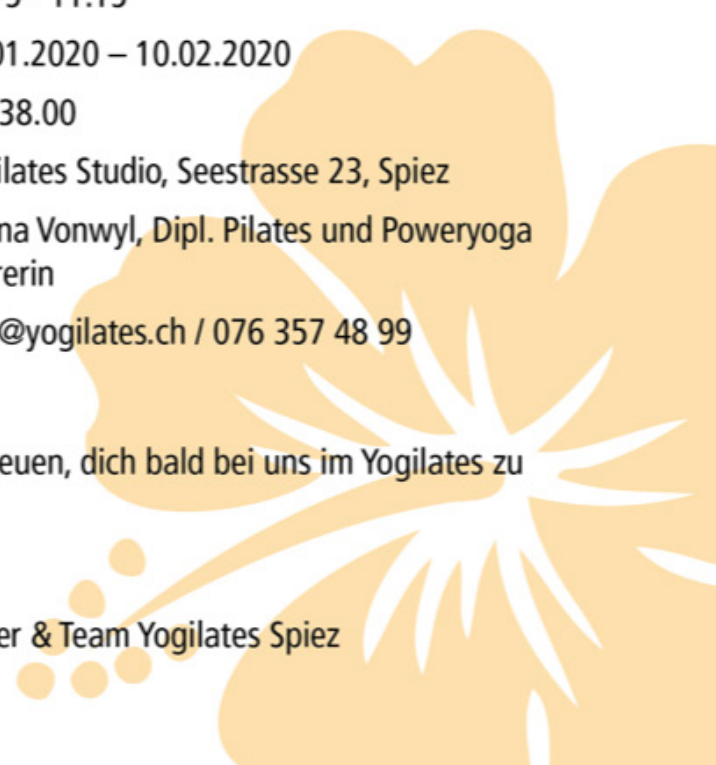 01.2020 – 10.02.2020
38.00
ilates Studio, Seestrasse 23, Spiez
na Vonwyl, Dipl. Pilates und Poweryoga
rerin
@yogilates.ch / 076 357 48 99
euen, dich bald bei uns im Yogilates zu
er & Team Yogilates Spiez